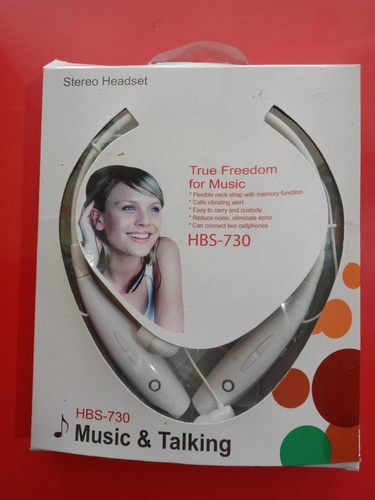 Stereo Headset
True Freedom
for Music
* Flexible neck strap with memory function
* Calls vibrating alert
* Easy to carry and custody
* Reduce noise, eliminate echo
* Can connect two cellphones
HBS-730
HBS-730
Music & Talking